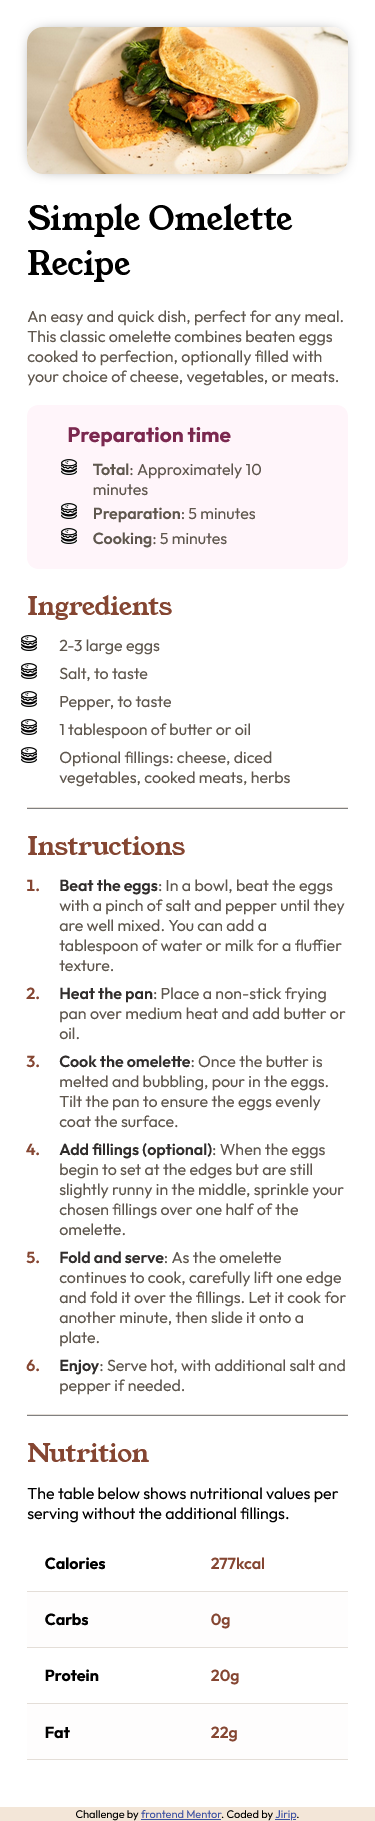 Simple Omelette
Recipe
An easy and quick dish, perfect for any meal.
This classic omelette combines beaten eggs
cooked to perfection, optionally filled with
your choice of cheese, vegetables, or meats.
Preparation time
Total: Approximately 10
minutes
Preparation: 5 minutes
Cooking: 5 minutes
Ingredients
2-3 large eggs
Salt, to taste
Pepper, to taste
1 tablespoon of butter or oil
Optional fillings: cheese, diced
vegetables, cooked meats, herbs
Instructions
1. Beat the eggs: In a bowl, beat the eggs
with a pinch of salt and pepper until they
are well mixed. You can add a
tablespoon of water or milk for a fluffier
texture.
2. Heat the pan: Place a non-stick frying
pan over medium heat and add butter or
oil.
3. Cook the omelette: Once the butter is
melted and bubbling, pour in the eggs.
Tilt the pan to ensure the eggs evenly
coat the surface.
4. Add fillings (optional): When the eggs
begin to set at the edges but are still
slightly runny in the middle, sprinkle your
chosen fillings over one half of the
omelette.
5. Fold and serve: As the omelette
continues to cook, carefully lift one edge
and fold it over the fillings. Let it cook for
another minute, then slide it onto a
plate.
6. Enjoy: Serve hot, with additional salt and
pepper if needed.
Nutrition
The table below shows nutritional values per
serving without the additional fillings.
Calories 277kcal
Carbs 0g
Protein 20g
Fat 22g
Challenge by frontend Mentor. Coded by Jirip.